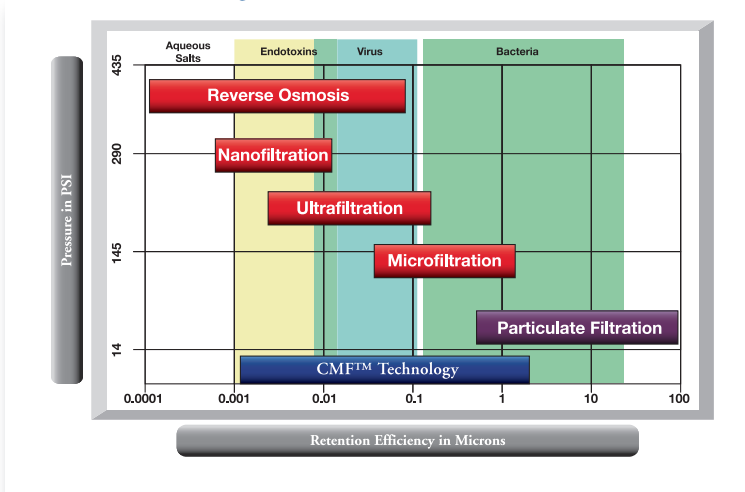 Aqueous
Salts
Endotoxins
Virus
Bacteria
435
290
145
14
Pressure in PSI
Reverse Osmosis
Nanofiltration
Ultrafiltration
Microfiltration
Particulate Filtration
CMF™ Technology
0.0001 0.001 0.01 0.1 1 10 100
Retention Efficiency in Microns